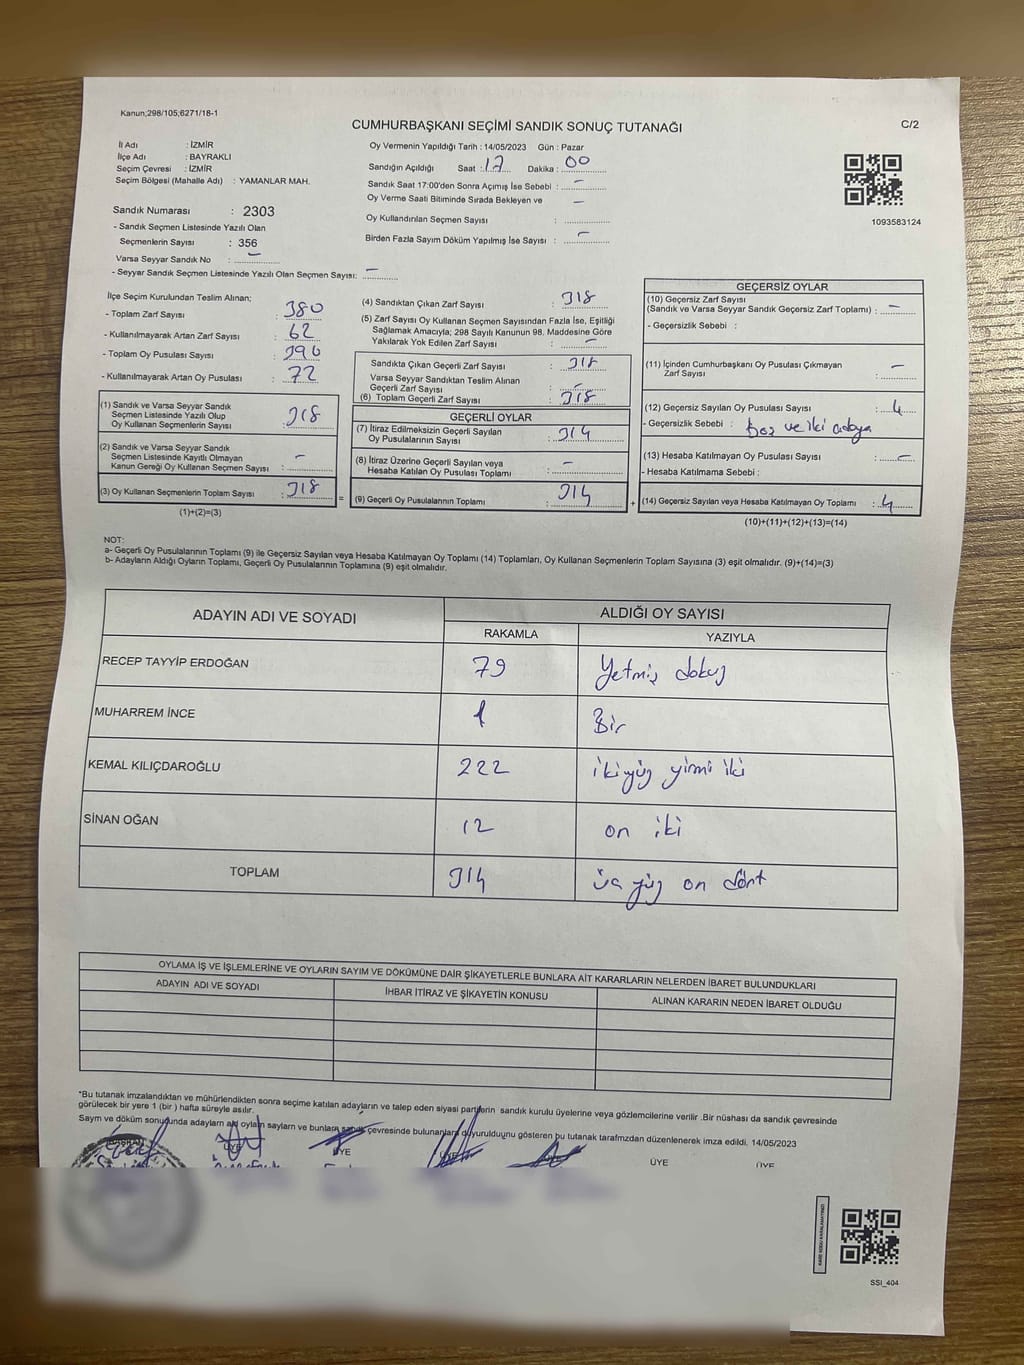 Kanun;298/105;6271/18-1
CUMHURBAŞKANI SEÇİMİ SANDIK SONUÇ TUTANAĞI
C/2
İl Adı : İZMİR
İlçe Adı : BAYRAKLI
Seçim Çevresi : İZMİR
Seçim Bölgesi (Mahalle Adı) : YAMANLAR MAH.
Oy Vermenin Yapıldığı Tarih : 14/05/2023 Gün : Pazar
Sandığın Açıldığı Saat : 17 Dakika : 00
Sandık Saat 17:00'den Sonra Açımış İse Sebebi : –
Oy Verme Saati Bitiminde Sırada Bekleyen ve –
Oy Kullandırılan Seçmen Sayısı :
Birden Fazla Sayım Döküm Yapılmış İse Sayısı : –
1093583124
Sandık Numarası : 2303
- Sandık Seçmen Listesinde Yazılı Olan
Seçmenlerin Sayısı : 356
Varsa Seyyar Sandık No : –
- Seyyar Sandık Seçmen Listesinde Yazılı Olan Seçmen Sayısı: –
İlçe Seçim Kurulundan Teslim Alınan;
- Toplam Zarf Sayısı : 380
- Kullanılmayarak Artan Zarf Sayısı : 62
- Toplam Oy Pusulası Sayısı : 390
- Kullanılmayarak Artan Oy Pusulası : 72
(1) Sandık ve Varsa Seyyar Sandık
Seçmen Listesinde Yazılı Olup
Oy Kullanan Seçmenlerin Sayısı : 318
(2) Sandık ve Varsa Seyyar Sandık
Seçmen Listesinde Kayıtlı Olmayan
Kanun Gereği Oy Kullanan Seçmen Sayısı : –
(3) Oy Kullanan Seçmenlerin Toplam Sayısı : 318
(1)+(2)=(3)
(4) Sandıktan Çıkan Zarf Sayısı : 318
(5) Zarf Sayısı Oy Kullanan Seçmen Sayısından Fazla İse, Eşitliği
Sağlamak Amacıyla; 298 Sayılı Kanunun 98. Maddesine Göre
Yakılarak Yok Edilen Zarf Sayısı : –
Sandıkta Çıkan Geçerli Zarf Sayısı : 318
Varsa Seyyar Sandıktan Teslim Alınan
Geçerli Zarf Sayısı : –
(6) Toplam Geçerli Zarf Sayısı : 318
GEÇERLİ OYLAR
(7) İtiraz Edilmeksizin Geçerli Sayılan
Oy Pusulalarının Sayısı : 314
(8) İtiraz Üzerine Geçerli Sayılan veya
Hesaba Katılan Oy Pusulası Toplamı : –
= (9) Geçerli Oy Pusulalarının Toplamı : 314
GEÇERSİZ OYLAR
(10) Geçersiz Zarf Sayısı
(Sandık ve Varsa Seyyar Sandık Geçersiz Zarf Toplamı) : –
- Geçersizlik Sebebi :
(11) İçinden Cumhurbaşkanı Oy Pusulası Çıkmayan
Zarf Sayısı : –
(12) Geçersiz Sayılan Oy Pusulası Sayısı : 4
- Geçersizlik Sebebi : boş ve iki adaya
(13) Hesaba Katılmayan Oy Pusulası Sayısı : –
- Hesaba Katılmama Sebebi :
+ (14) Geçersiz Sayılan veya Hesaba Katılmayan Oy Toplamı : 4
(10)+(11)+(12)+(13)=(14)
NOT:
a- Geçerli Oy Pusulalarının Toplamı (9) ile Geçersiz Sayılan veya Hesaba Katılmayan Oy Toplamı (14) Toplamları, Oy Kullanan Seçmenlerin Toplam Sayısına (3) eşit olmalıdır. (9)+(14)=(3)
b- Adayların Aldığı Oyların Toplamı, Geçerli Oy Pusulalarının Toplamına (9) eşit olmalıdır.
ADAYIN ADI VE SOYADI
ALDIĞI OY SAYISI
RAKAMLA YAZIYLA
RECEP TAYYİP ERDOĞAN 79 Yetmiş dokuz
MUHARREM İNCE 1 Bir
KEMAL KILIÇDAROĞLU 222 ikiyüz yirmi iki
SİNAN OĞAN 12 on iki
TOPLAM 314 üç yüz on dört
OYLAMA İŞ VE İŞLEMLERİNE VE OYLARIN SAYIM VE DÖKÜMÜNE DAİR ŞİKAYETLERLE BUNLARA AİT KARARLARIN NELERDEN İBARET BULUNDUKLARI
ADAYIN ADI VE SOYADI İHBAR İTİRAZ VE ŞİKAYETİN KONUSU ALINAN KARARIN NEDEN İBARET OLDUĞU
*Bu tutanak imzalandıktan ve mühürlendikten sonra seçime katılan adayların ve talep eden siyasi partilerin sandık kurulu üyelerine veya gözlemcilerine verilir .Bir nüshası da sandık çevresinde
görülecek bir yere 1 (bir ) hafta süreyle asılır.
Sayım ve döküm sonuçunda adayların aldı oyların sayıları ve bunların sandık çevresinde bulunanlara duyurulduğunu gösteren bu tutanak tarafımızdan düzenlenerek imza edildi. 14/05/2023
BAŞKAN ÜYE ÜYE ÜYE ÜYE ÜYE ÜYE
SSI_404